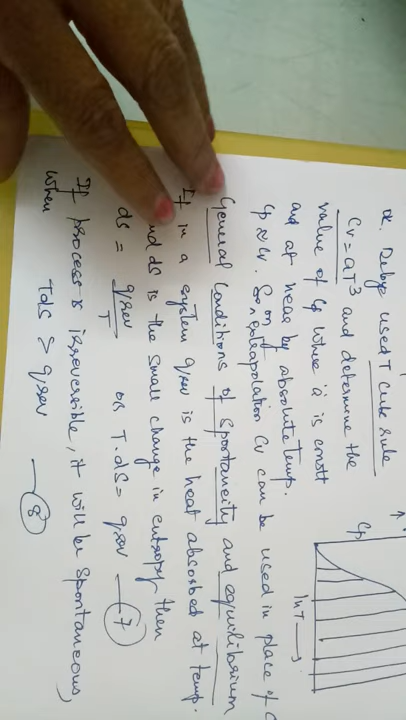 Debye used T cube rule
Cv = aT³ and determine the
value of Cp where 'a' is constt
and at near by absolute temp.
Cp ≈ Cv. So on extrapolation Cv can be used in place of C
General Conditions of Spontaneity and equilibrium
If in a system qrev is the heat absorbed at temp.
and ds is the small change in entropy then
ds = qrev / T or T.ds = qrev — 7
If process is irreversible, it will be spontaneous,
when Tds > qrev — 8
Cp
ln T →